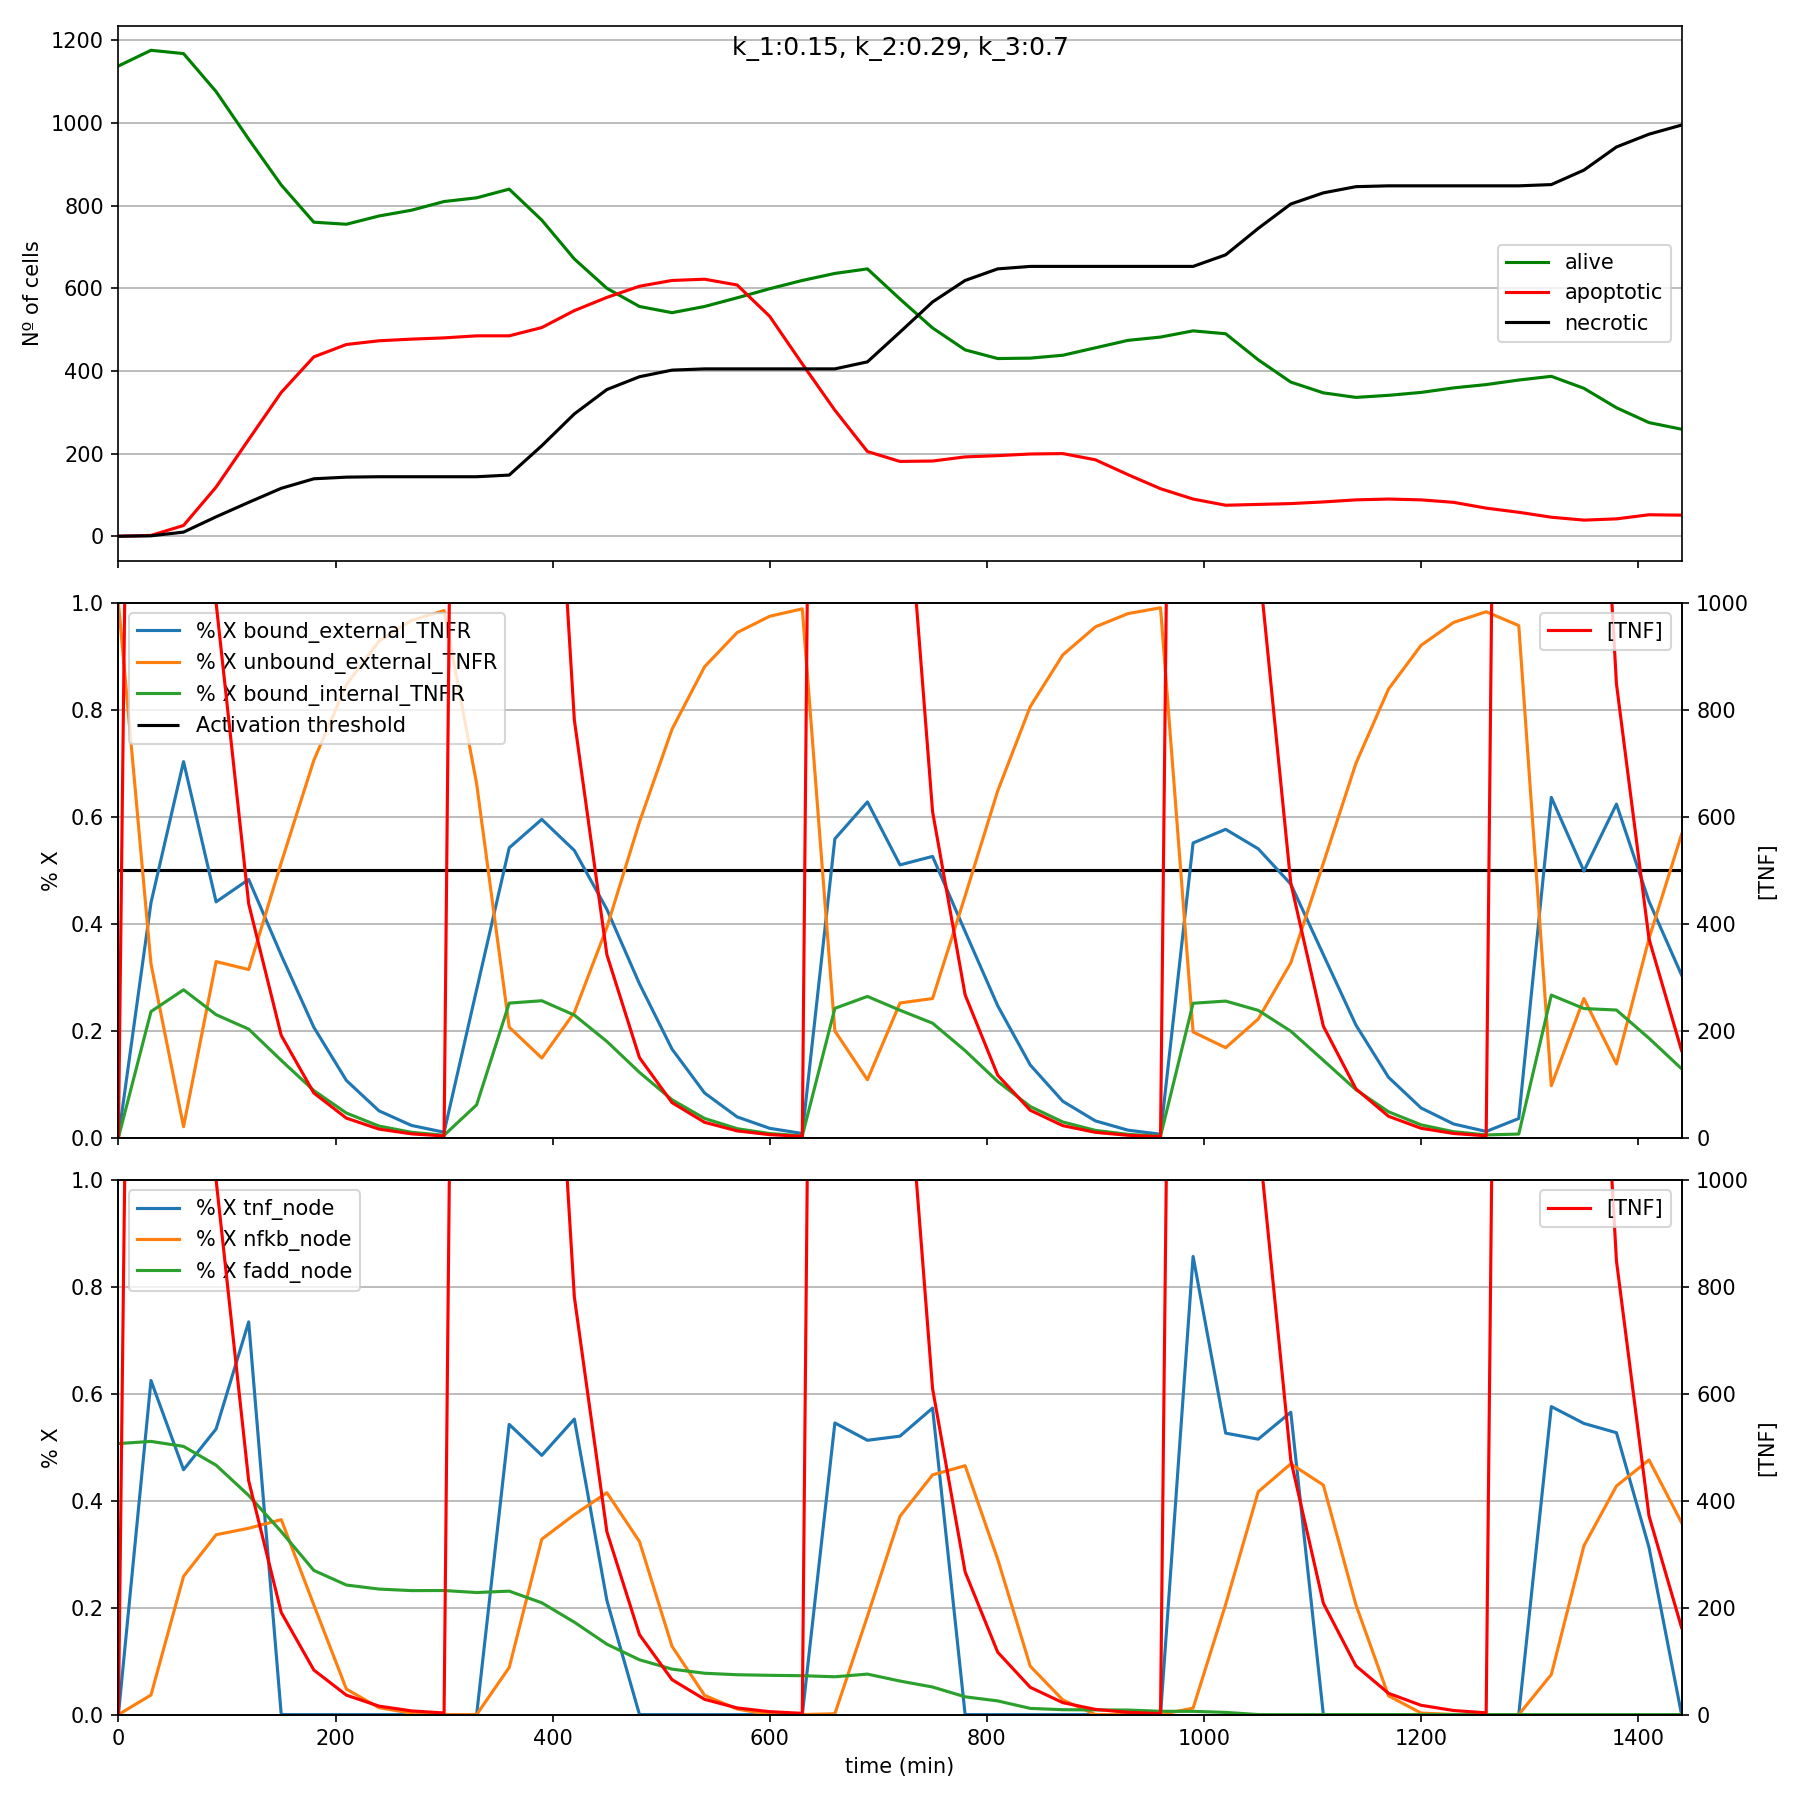 k_1:0.15, k_2:0.29, k_3:0.7
1200
1000
800
600
400
200
0
Nº of cells
alive
apoptotic
necrotic
1.0
0.8
0.6
0.4
0.2
0.0
% X
% X bound_external_TNFR
% X unbound_external_TNFR
% X bound_internal_TNFR
Activation threshold
[TNF]
1000
800
600
400
200
0
[TNF]
1.0
0.8
0.6
0.4
0.2
0.0
% X
% X tnf_node
% X nfkb_node
% X fadd_node
[TNF]
1000
800
600
400
200
0
[TNF]
0 200 400 600 800 1000 1200 1400
time (min)